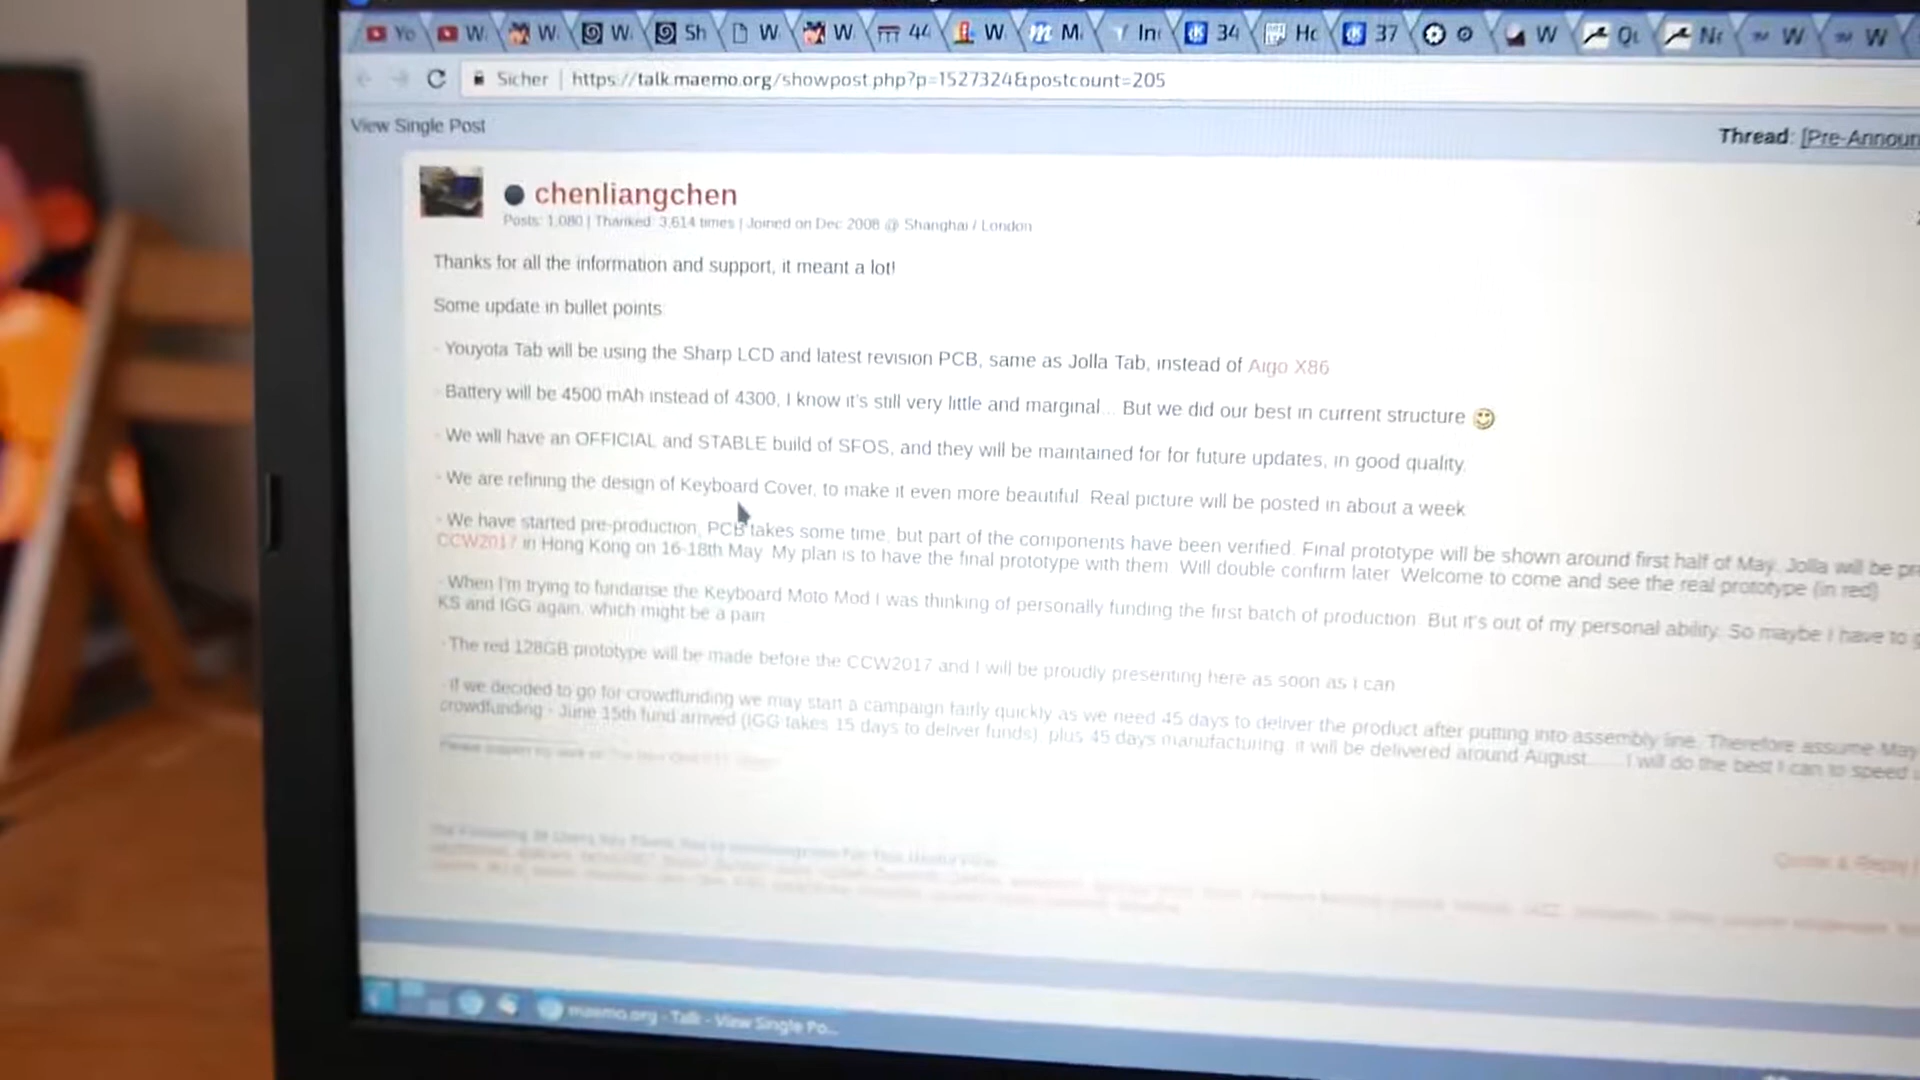 Yo W W. W. Sh W. W 44 W. M. In 34 Ho 37 W Qu Ne W W
Sicher | https://talk.maemo.org/showpost.php?p=1527324&postcount=205
View Single Post
Thread: [Pre-Announ
chenliangchen
Posts: 1,080 | Thanked: 3,614 times | Joined on Dec 2008 @ Shanghai / London
Thanks for all the information and support, it meant a lot!
Some update in bullet points
- Youyota Tab will be using the Sharp LCD and latest revision PCB, same as Jolla Tab, instead of Aigo X86
- Battery will be 4500 mAh instead of 4300, I know it's still very little and marginal... But we did our best in current structure
- We will have an OFFICIAL and STABLE build of SFOS, and they will be maintained for for future updates, in good quality.
- We are refining the design of Keyboard Cover, to make it even more beautiful. Real picture will be posted in about a week
- We have started pre-production, PCB takes some time, but part of the components have been verified. Final prototype will be shown around first half of May. Jolla will be pr
CCW2017 in Hong Kong on 16-18th May. My plan is to have the final prototype with them. Will double confirm later. Welcome to come and see the real prototype (in red)
- When I'm trying to fundarise the Keyboard Moto Mod I was thinking of personally funding the first batch of production. But it's out of my personal ability. So maybe I have to g
KS and IGG again, which might be a pain
- The red 128GB prototype will be made before the CCW2017 and I will be proudly presenting here as soon as I can
- If we decided to go for crowdfunding we may start a campaign fairly quickly as we need 45 days to deliver the product after putting into assembly line. Therefore assume May
crowdfunding - June 15th fund arrived (IGG takes 15 days to deliver funds), plus 45 days manufacturing, it will be delivered around August....... I will do the best I can to speed
Please support my work on
Quote & Reply |
maemo.org - Talk - View Single Po...